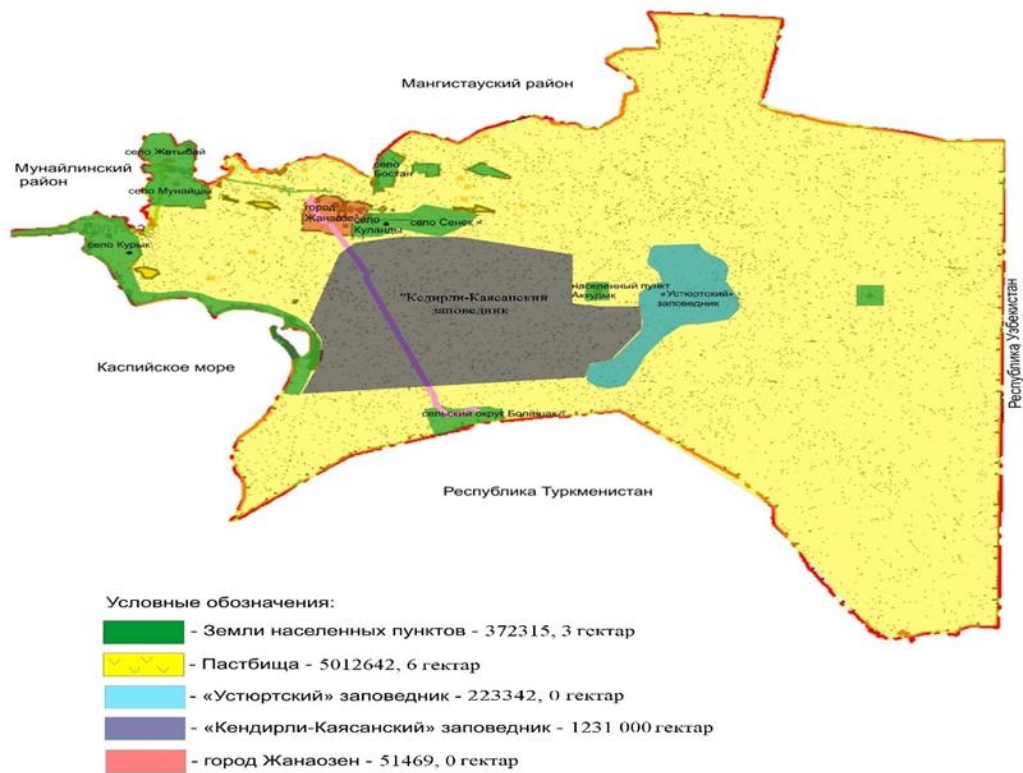 Мангистауский район
село Жетыбай
Мунайлинский
район
село Бостан
село Мунайшы
город
Жанаозен
село
Куланды
село Сенек
село Курык
населенный пункт
Аккудык
"Кедирли-Каясанский
заповедник
«Устюртский»
заповедник
Республика Узбекистан
Каспийское море
сельский округ Болашак
Республика Туркменистан
Условные обозначения:
- Земли населенных пунктов - 372315, 3 гектар
- Пастбища - 5012642, 6 гектар
- «Устюртский» заповедник - 223342, 0 гектар
- «Кендирли-Каясанский» заповедник - 1231 000 гектар
- город Жанаозен - 51469, 0 гектар